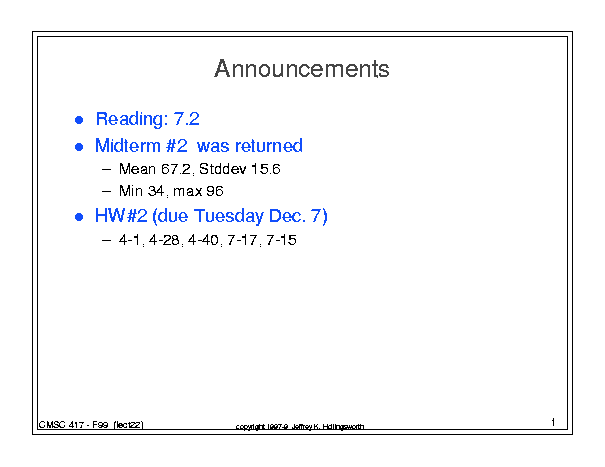 Announcements
● Reading: 7.2
● Midterm #2 was returned
– Mean 67.2, Stddev 15.6
– Min 34, max 96
● HW#2 (due Tuesday Dec. 7)
– 4-1, 4-28, 4-40, 7-17, 7-15
CMSC 417 - F99 (lect22)
copyright 1997-9 Jeffrey K. Hollingsworth
1